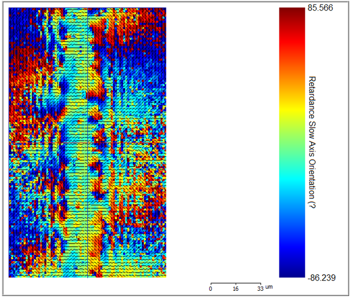 85.566
Retardance Slow Axis Orientation (?
-86.239
0 16 33 um